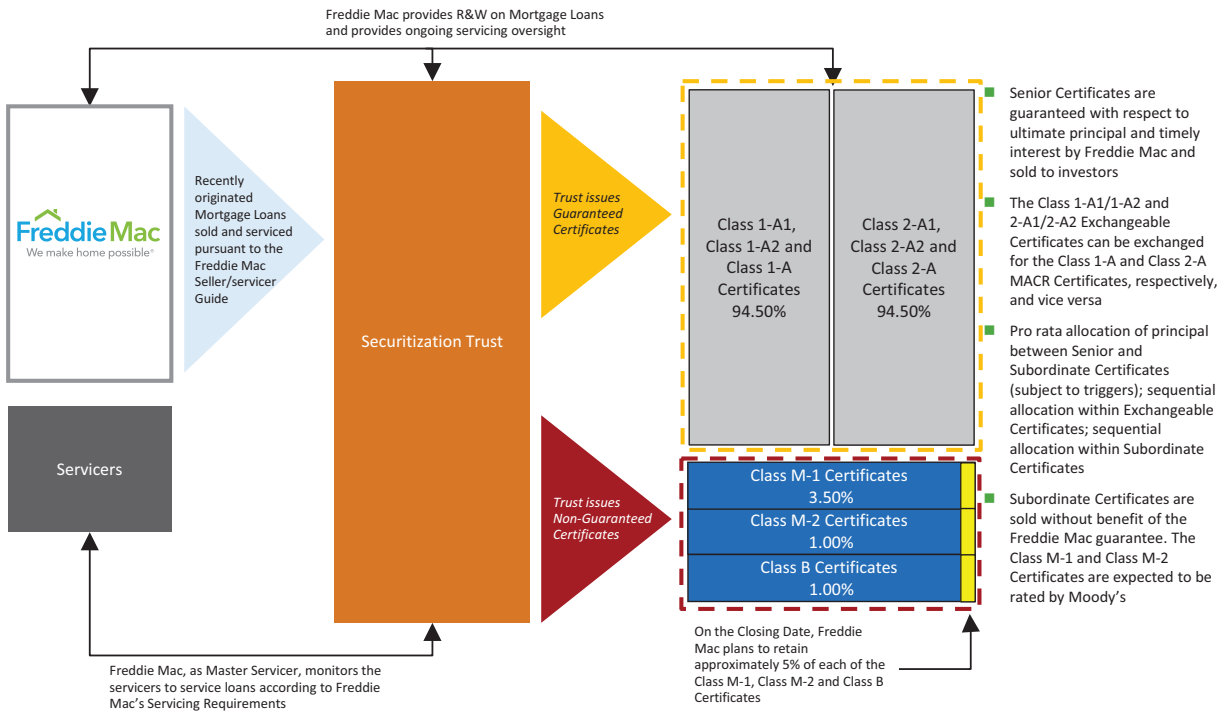 Freddie Mac provides R&W on Mortgage Loans
and provides ongoing servicing oversight
FreddieMac
We make home possible®
Recently
originated
Mortgage Loans
sold and serviced
pursuant to the
Freddie Mac
Seller/servicer
Guide
Servicers
Securitization Trust
Trust issues
Guaranteed
Certificates
Trust issues
Non-Guaranteed
Certificates
Class 1-A1,
Class 1-A2 and
Class 1-A
Certificates
94.50%
Class 2-A1,
Class 2-A2 and
Class 2-A
Certificates
94.50%
Class M-1 Certificates
3.50%
Class M-2 Certificates
1.00%
Class B Certificates
1.00%
Senior Certificates are
guaranteed with respect to
ultimate principal and timely
interest by Freddie Mac and
sold to investors
The Class 1-A1/1-A2 and
2-A1/2-A2 Exchangeable
Certificates can be exchanged
for the Class 1-A and Class 2-A
MACR Certificates, respectively,
and vice versa
Pro rata allocation of principal
between Senior and
Subordinate Certificates
(subject to triggers); sequential
allocation within Exchangeable
Certificates; sequential
allocation within Subordinate
Certificates
Subordinate Certificates are
sold without benefit of the
Freddie Mac guarantee. The
Class M-1 and Class M-2
Certificates are expected to be
rated by Moody's
Freddie Mac, as Master Servicer, monitors the
servicers to service loans according to Freddie
Mac's Servicing Requirements
On the Closing Date, Freddie
Mac plans to retain
approximately 5% of each of the
Class M-1, Class M-2 and Class B
Certificates